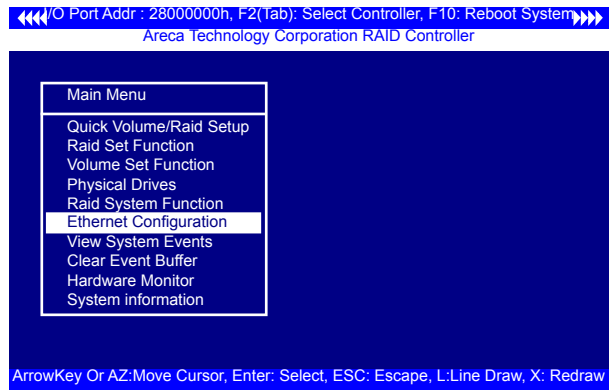 /O Port Addr : 28000000h, F2(Tab): Select Controller, F10: Reboot System
Areca Technology Corporation RAID Controller
Main Menu
Quick Volume/Raid Setup
Raid Set Function
Volume Set Function
Physical Drives
Raid System Function
Ethernet Configuration
View System Events
Clear Event Buffer
Hardware Monitor
System information
ArrowKey Or AZ:Move Cursor, Enter: Select, ESC: Escape, L:Line Draw, X: Redraw